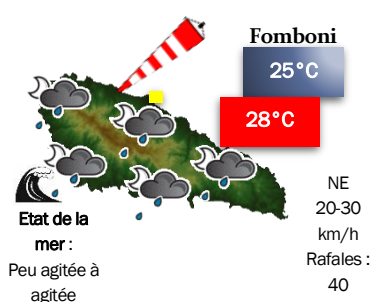 Fomboni
25°C
28°C
NE
20-30
km/h
Rafales :
40
Etat de la
mer :
Peu agitée à
agitée